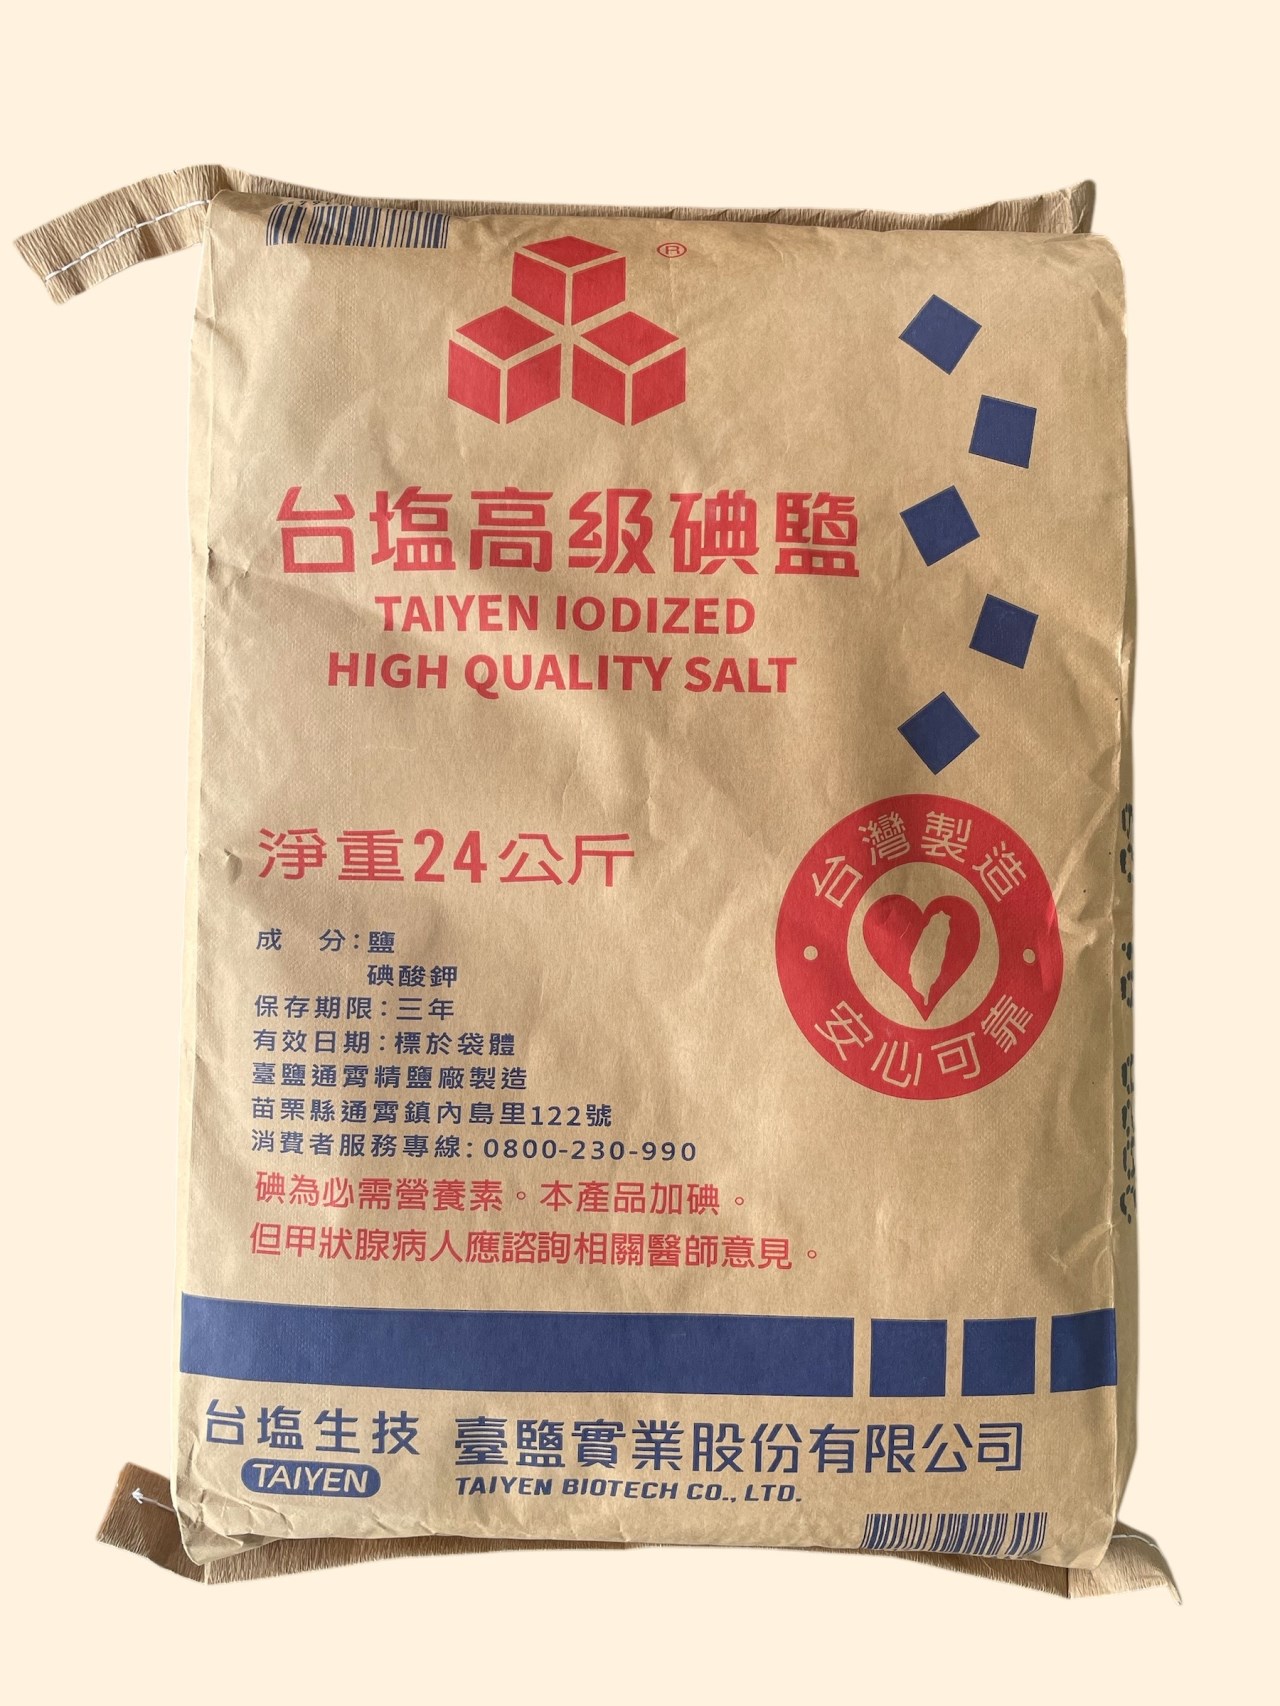 ®
台塩高級碘鹽
TAIYEN IODIZED
HIGH QUALITY SALT
淨重24公斤
台灣製造
安心可靠
成 分：鹽
碘酸鉀
保存期限：三年
有效日期：標於袋體
臺鹽通霄精鹽廠製造
苗栗縣通霄鎮內島里122號
消費者服務專線：0800-230-990
碘為必需營養素。本產品加碘。
但甲狀腺病人應諮詢相關醫師意見。
台塩生技 臺鹽實業股份有限公司
TAIYEN TAIYEN BIOTECH CO., LTD.